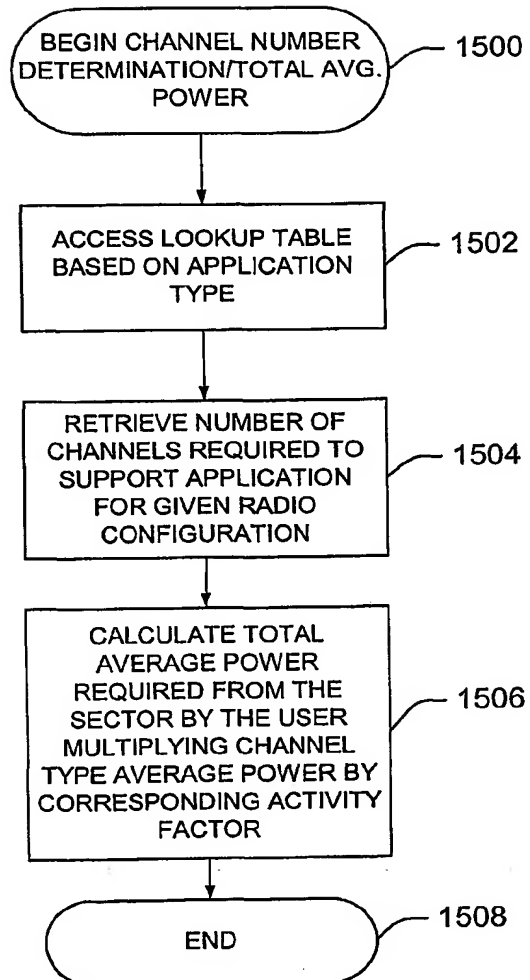 BEGIN CHANNEL NUMBER
DETERMINATION/TOTAL AVG.
POWER
1500
ACCESS LOOKUP TABLE
BASED ON APPLICATION
TYPE
1502
RETRIEVE NUMBER OF
CHANNELS REQUIRED TO
SUPPORT APPLICATION
FOR GIVEN RADIO
CONFIGURATION
1504
CALCULATE TOTAL
AVERAGE POWER
REQUIRED FROM THE
SECTOR BY THE USER
MULTIPLYING CHANNEL
TYPE AVERAGE POWER BY
CORRESPONDING ACTIVITY
FACTOR
1506
END
1508